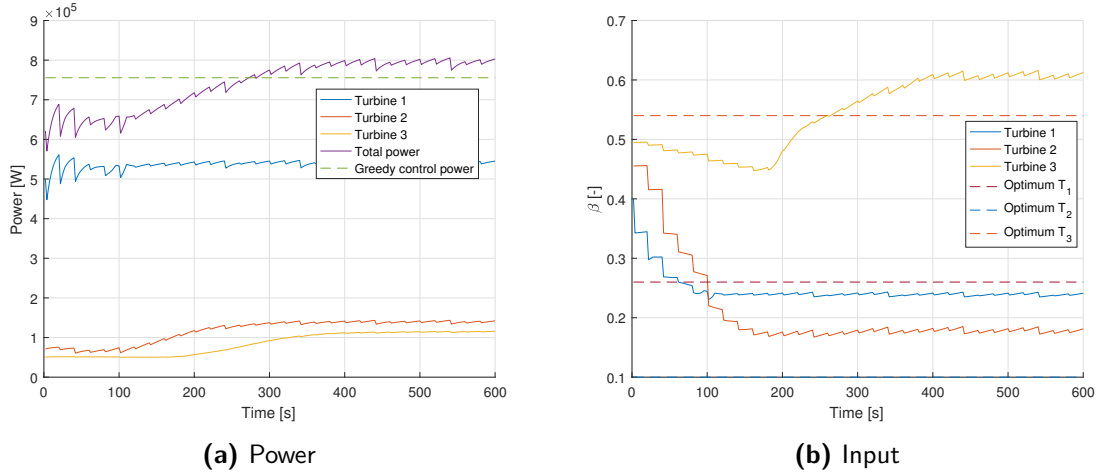 ×10⁵
9
8
7
6
5
4
3
2
1
0
Power [W]
Turbine 1
Turbine 2
Turbine 3
Total power
Greedy control power
0 100 200 300 400 500 600
Time [s]
(a) Power
0.7
0.6
0.5
0.4
0.3
0.2
0.1
β [-]
Turbine 1
Turbine 2
Turbine 3
Optimum T₁
Optimum T₂
Optimum T₃
0 100 200 300 400 500 600
Time [s]
(b) Input